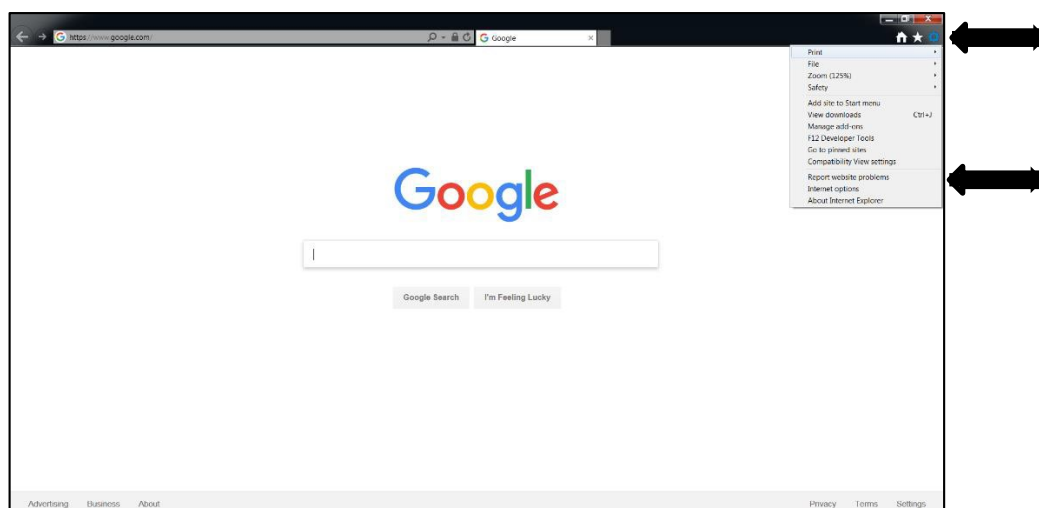 https://www.google.com/
Google
Print
File
Zoom (125%)
Safety
Add site to Start menu
View downloads Ctrl+J
Manage add-ons
F12 Developer Tools
Go to pinned sites
Compatibility View settings
Report website problems
Internet options
About Internet Explorer
Google
Google Search I'm Feeling Lucky
Advertising Business About Privacy Terms Settings